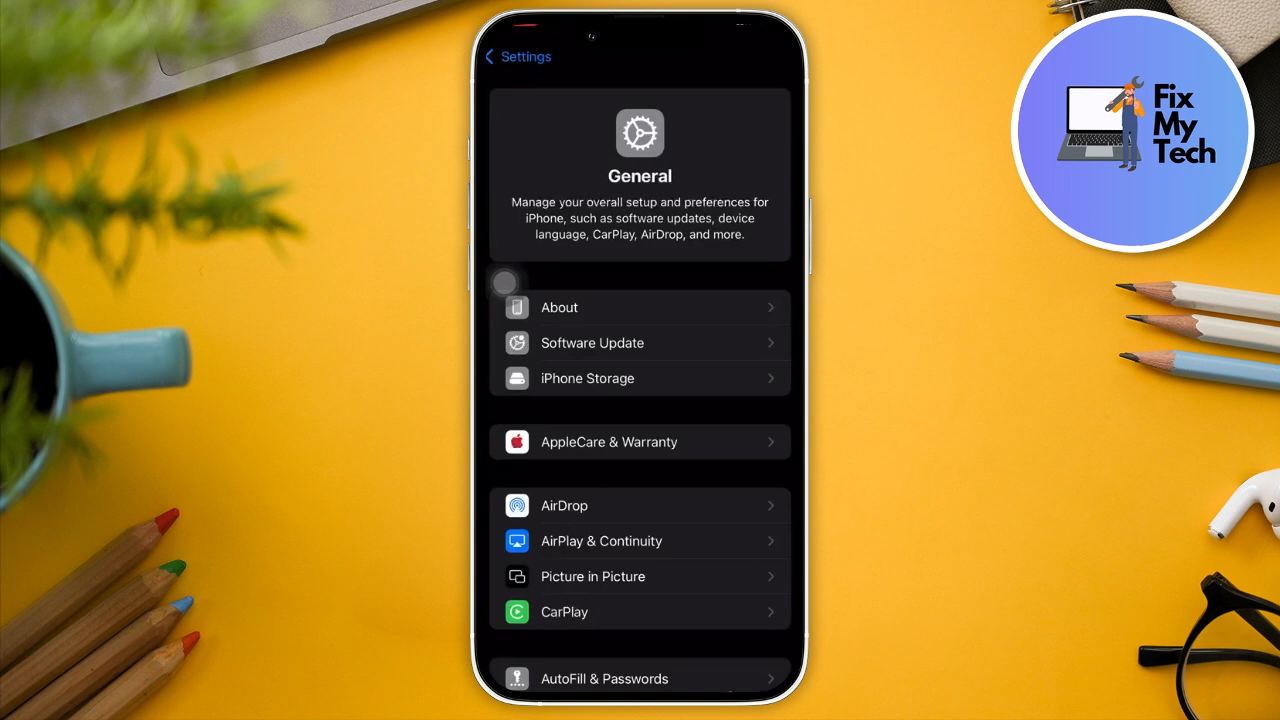 Settings
General
Manage your overall setup and preferences for
iPhone, such as software updates, device
language, CarPlay, AirDrop, and more.
About
Software Update
iPhone Storage
AppleCare & Warranty
AirDrop
AirPlay & Continuity
Picture in Picture
CarPlay
AutoFill & Passwords
Fix
My
Tech